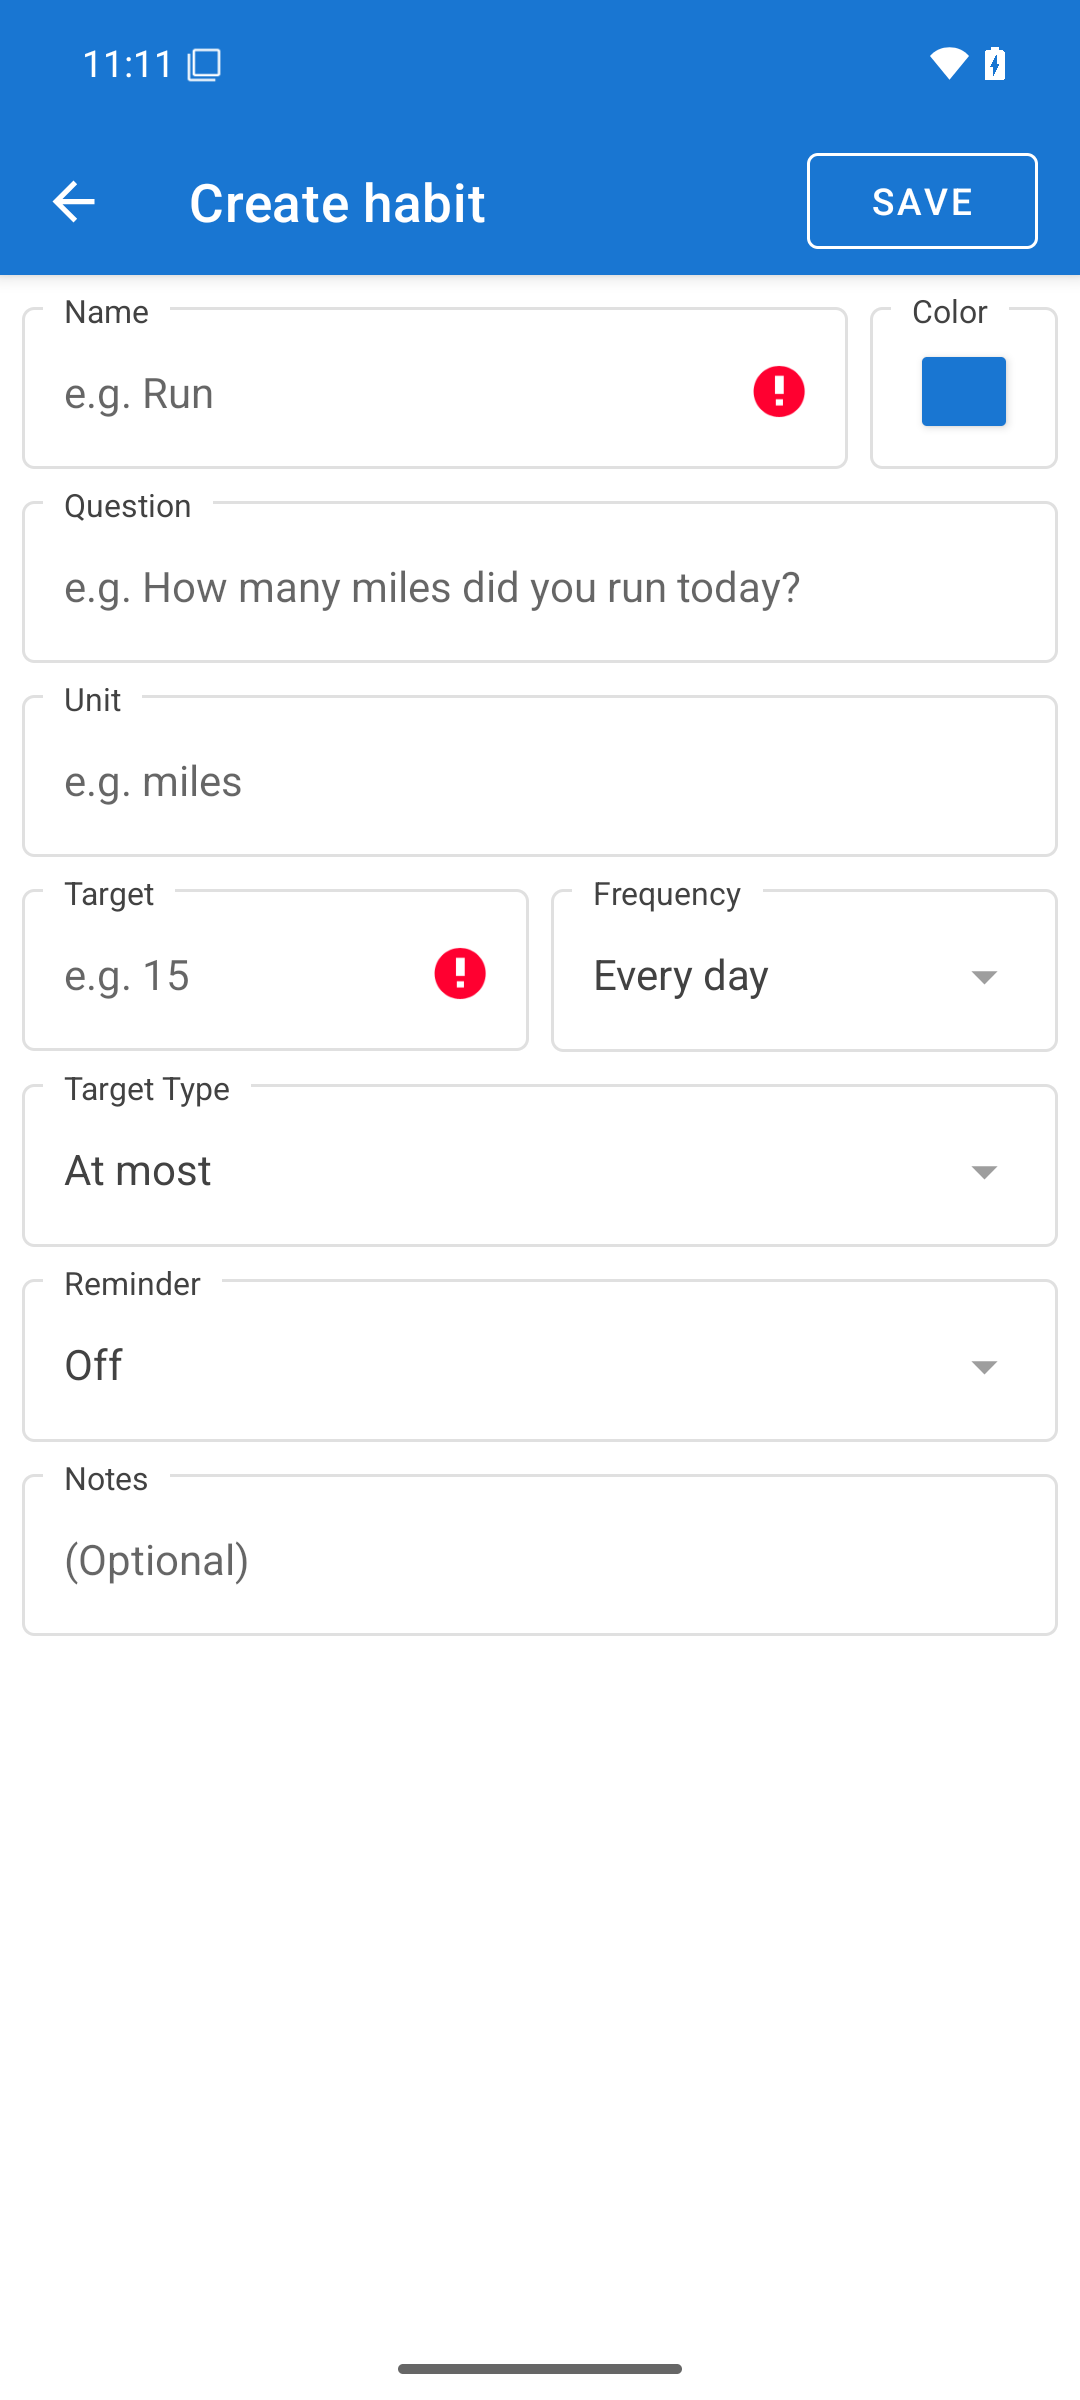 11:11
Create habit
SAVE
Name
Color
e.g. Run
Question
e.g. How many miles did you run today?
Unit
e.g. miles
Target
Frequency
e.g. 15
Every day
Target Type
At most
Reminder
Off
Notes
(Optional)